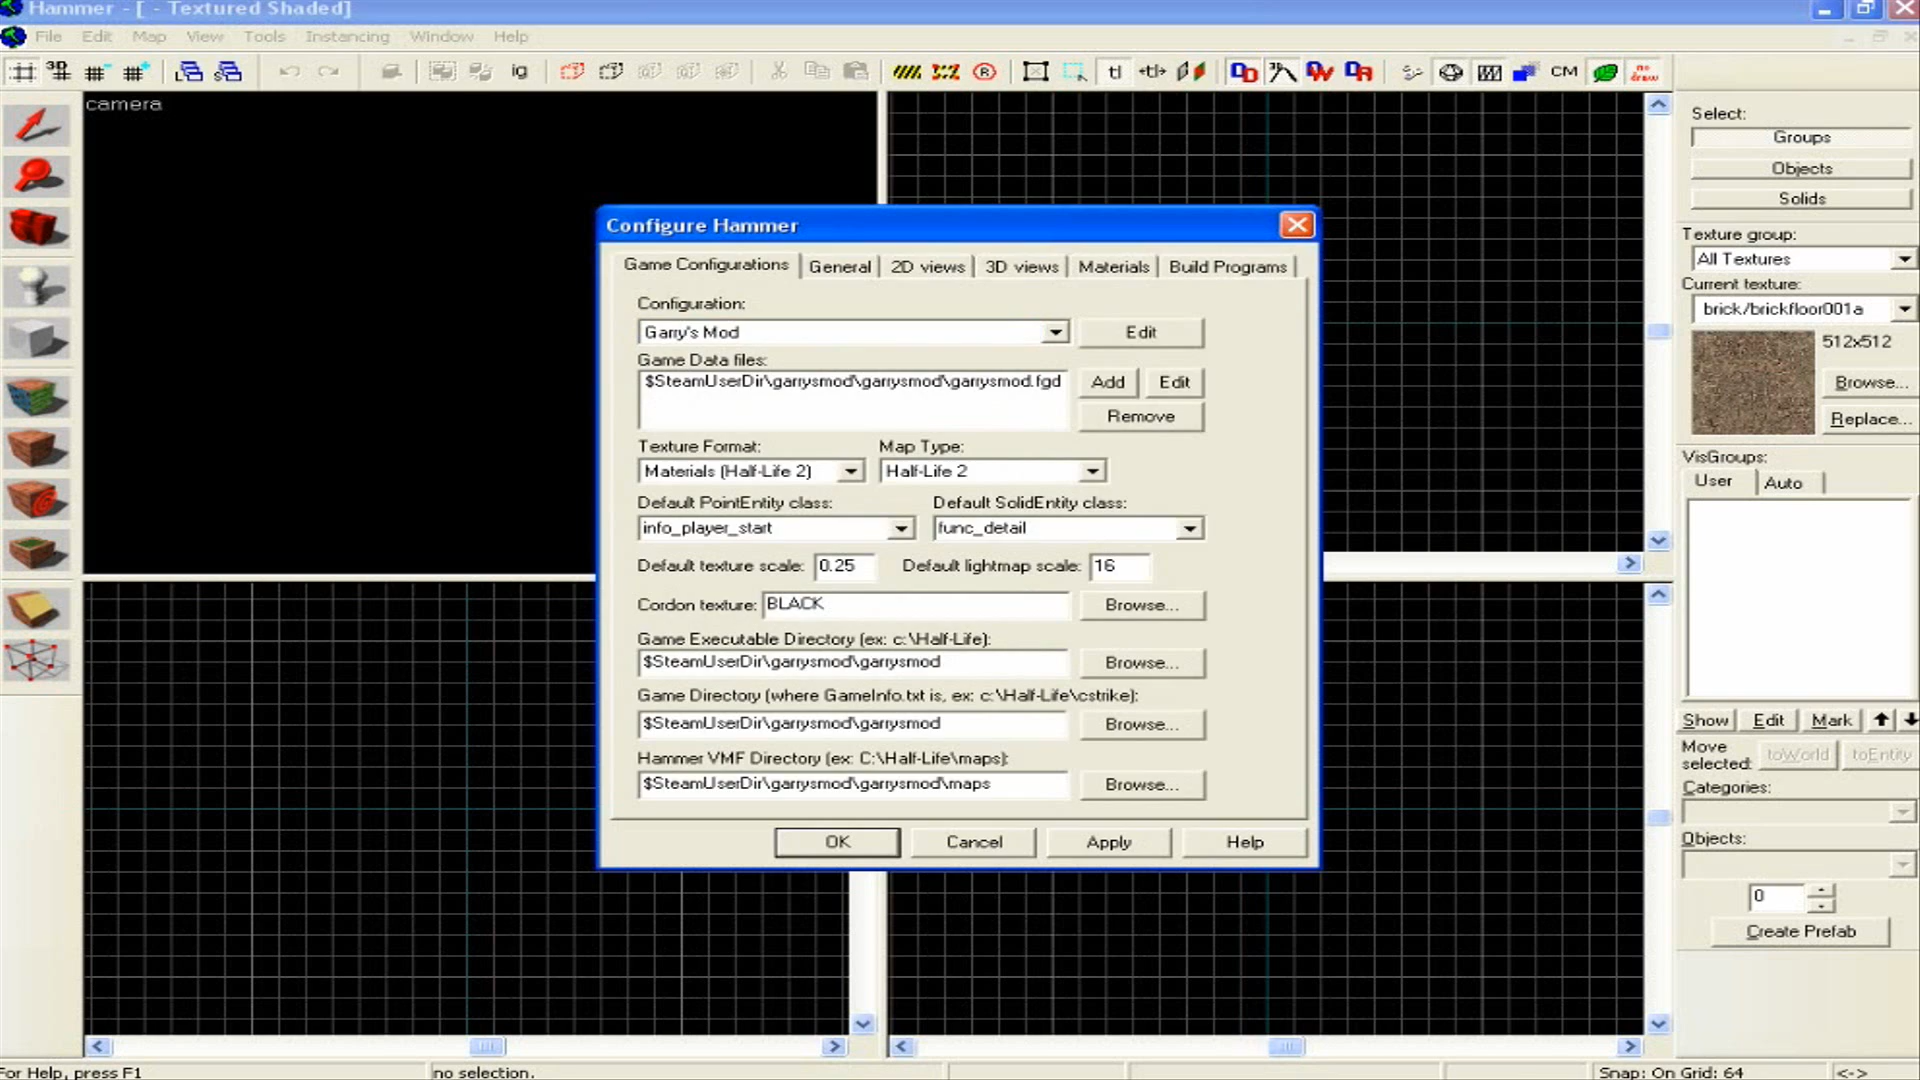 Hammer - [ - Textured Shaded]
File Edit Map View Tools Instancing Window Help
3D ig tl CM no draw
camera
Select:
Groups
Objects
Solids
Texture group:
All Textures
Current texture:
brick/brickfloor001a
512x512
Browse...
Replace...
VisGroups:
User Auto
Show Edit Mark
Move selected: toWorld toEntity
Categories:
Objects:
0
Create Prefab
Configure Hammer
Game Configurations General 2D views 3D views Materials Build Programs
Configuration:
Garry's Mod Edit
Game Data files:
$SteamUserDir\garrysmod\garrysmod\garrysmod.fgd Add Edit
Remove
Texture Format: Map Type:
Materials (Half-Life 2) Half-Life 2
Default PointEntity class: Default SolidEntity class:
info_player_start func_detail
Default texture scale: 0.25 Default lightmap scale: 16
Cordon texture: BLACK Browse...
Game Executable Directory (ex: c:\Half-Life):
$SteamUserDir\garrysmod\garrysmod Browse...
Game Directory (where GameInfo.txt is, ex: c:\Half-Life\cstrike):
$SteamUserDir\garrysmod\garrysmod Browse...
Hammer VMF Directory (ex: C:\Half-Life\maps):
$SteamUserDir\garrysmod\garrysmod\maps Browse...
OK Cancel Apply Help
For Help, press F1 no selection. Snap: On Grid: 64 <->